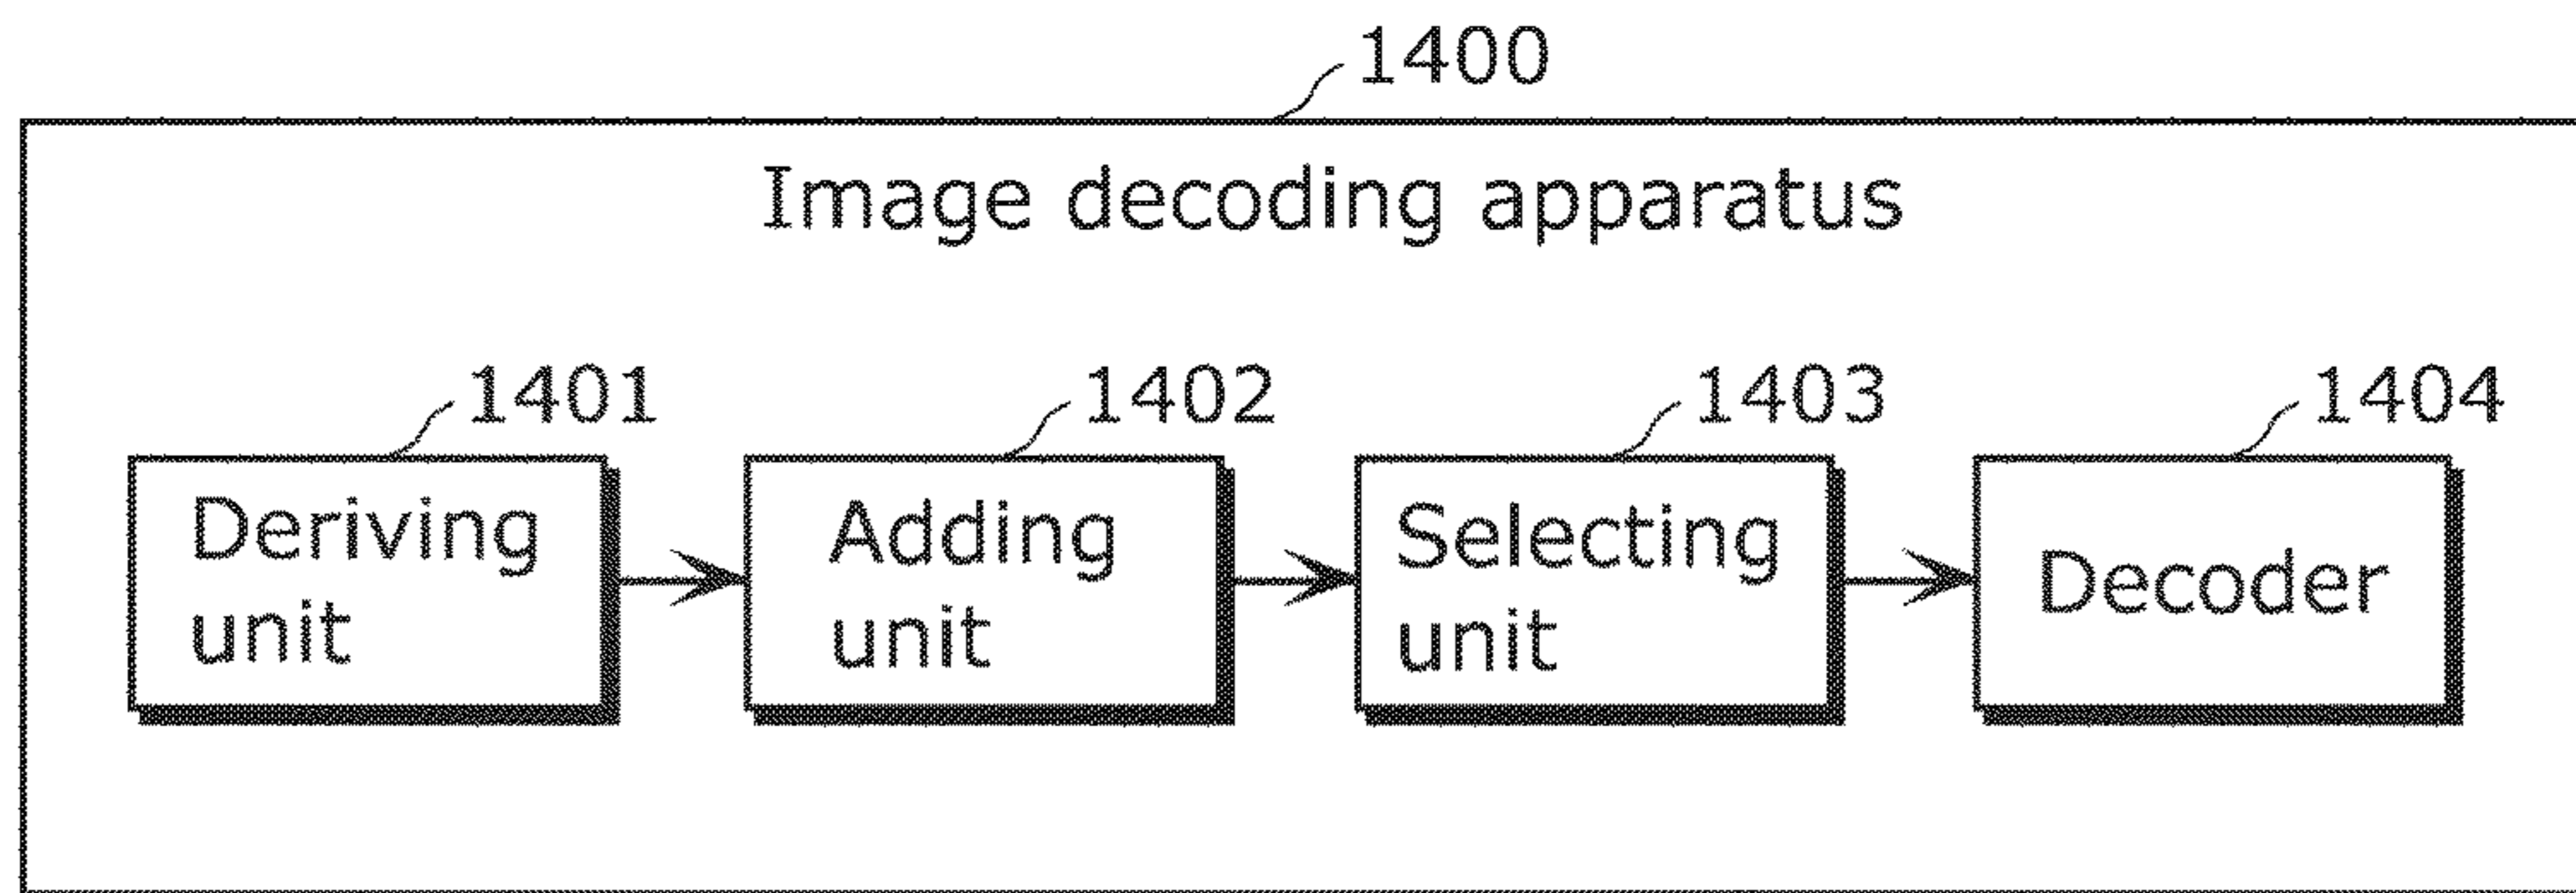 1400
Image decoding apparatus
1401
1402
1403
1404
Deriving
unit
Adding
unit
Selecting
unit
Decoder